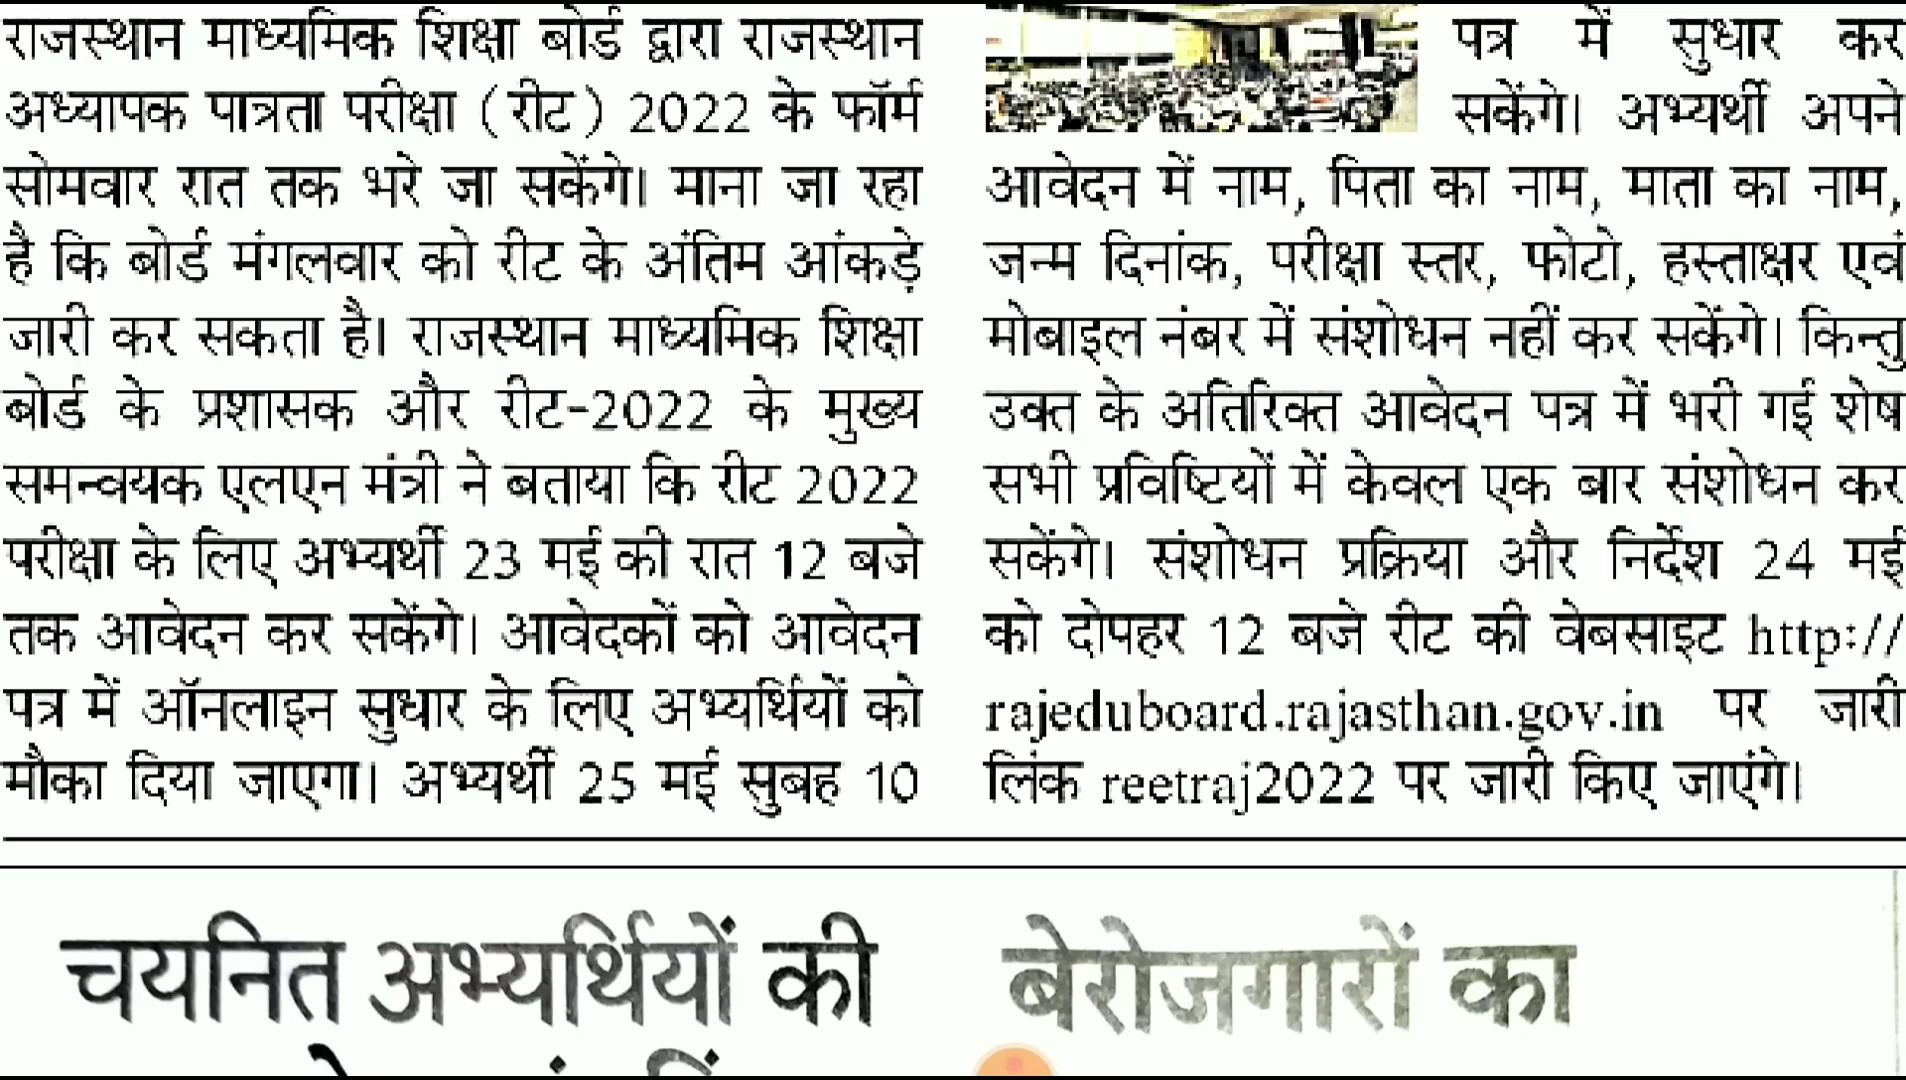 राजस्थान माध्यमिक शिक्षा बोर्ड द्वारा राजस्थान
अध्यापक पात्रता परीक्षा (रीट) 2022 के फॉर्म
सोमवार रात तक भरे जा सकेंगे। माना जा रहा
है कि बोर्ड मंगलवार को रीट के अंतिम आंकड़े
जारी कर सकता है। राजस्थान माध्यमिक शिक्षा
बोर्ड के प्रशासक और रीट-2022 के मुख्य
समन्वयक एलएन मंत्री ने बताया कि रीट 2022
परीक्षा के लिए अभ्यर्थी 23 मई की रात 12 बजे
तक आवेदन कर सकेंगे। आवेदकों को आवेदन
पत्र में ऑनलाइन सुधार के लिए अभ्यर्थियों को
मौका दिया जाएगा। अभ्यर्थी 25 मई सुबह 10
पत्र में सुधार कर
सकेंगे। अभ्यर्थी अपने
आवेदन में नाम, पिता का नाम, माता का नाम,
जन्म दिनांक, परीक्षा स्तर, फोटो, हस्ताक्षर एवं
मोबाइल नंबर में संशोधन नहीं कर सकेंगे। किन्तु
उक्त के अतिरिक्त आवेदन पत्र में भरी गई शेष
सभी प्रविष्टियों में केवल एक बार संशोधन कर
सकेंगे। संशोधन प्रक्रिया और निर्देश 24 मई
को दोपहर 12 बजे रीट की वेबसाइट http://
rajeduboard.rajasthan.gov.in पर जारी
लिंक reetraj2022 पर जारी किए जाएंगे।
चयनित अभ्यर्थियों की
बेरोजगारों का